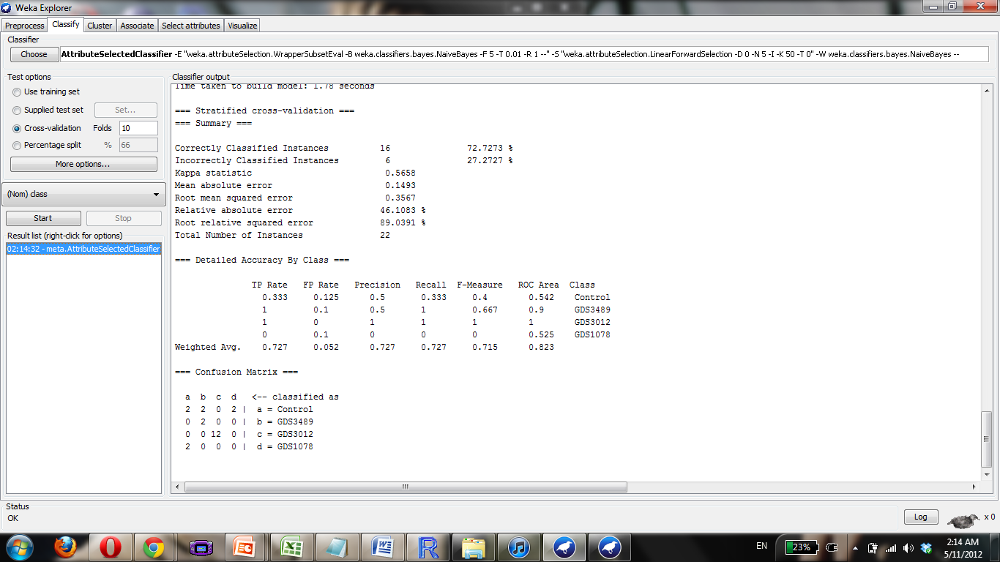 Weka Explorer
Preprocess Classify Cluster Associate Select attributes Visualize
Classifier
Choose AttributeSelectedClassifier -E "weka.attributeSelection.WrapperSubsetEval -B weka.classifiers.bayes.NaiveBayes -F 5 -T 0.01 -R 1 --" -S "weka.attributeSelection.LinearForwardSelection -D 0 -N 5 -I -K 50 -T 0" -W weka.classifiers.bayes.NaiveBayes --
Test options
Use training set
Supplied test set Set...
Cross-validation Folds 10
Percentage split % 66
More options...
(Nom) class
Start Stop
Result list (right-click for options)
02:14:32 - meta.AttributeSelectedClassifier
Classifier output
Time taken to build model: 1.78 seconds
=== Stratified cross-validation ===
=== Summary ===
Correctly Classified Instances 16 72.7273 %
Incorrectly Classified Instances 6 27.2727 %
Kappa statistic 0.5658
Mean absolute error 0.1493
Root mean squared error 0.3567
Relative absolute error 46.1083 %
Root relative squared error 89.0391 %
Total Number of Instances 22
=== Detailed Accuracy By Class ===
TP Rate FP Rate Precision Recall F-Measure ROC Area Class
0.333 0.125 0.5 0.333 0.4 0.542 Control
1 0.1 0.5 1 0.667 0.9 GDS3489
1 0 1 1 1 1 GDS3012
0 0.1 0 0 0 0.525 GDS1078
Weighted Avg. 0.727 0.052 0.727 0.727 0.715 0.823
=== Confusion Matrix ===
a b c d <-- classified as
2 2 0 2 | a = Control
0 2 0 0 | b = GDS3489
0 0 12 0 | c = GDS3012
2 0 0 0 | d = GDS1078
Status
OK
Log x 0
EN 23% 2:14 AM
5/11/2012